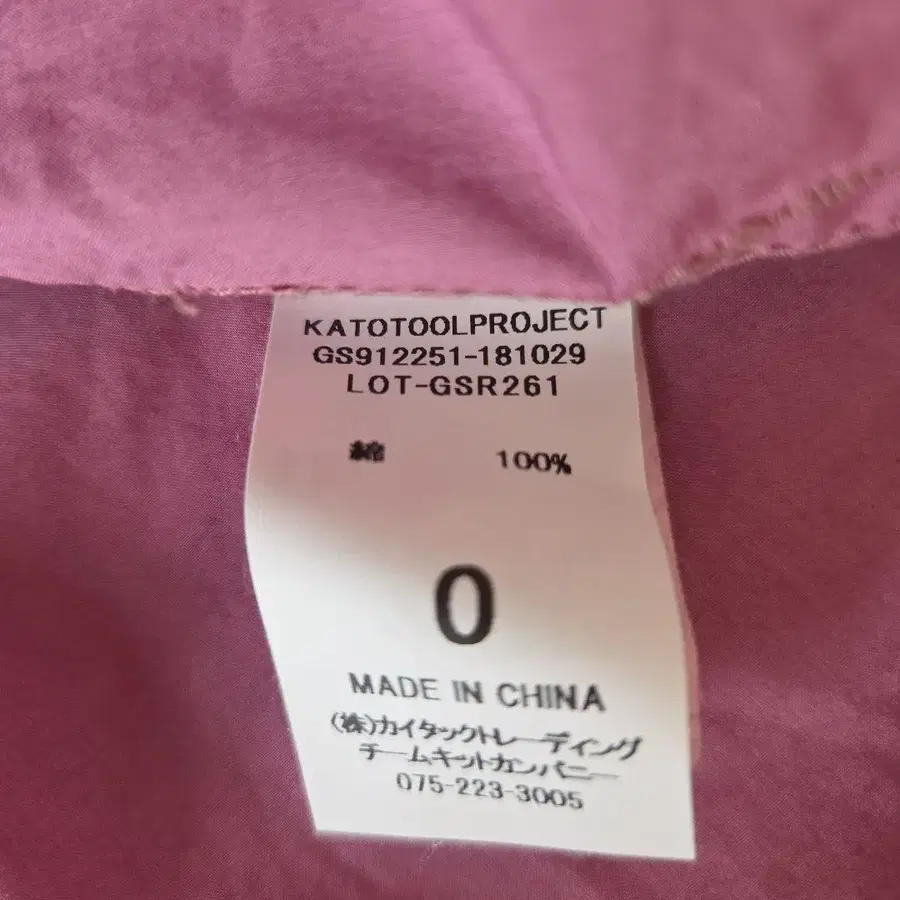 KATOTOOLPROJECT
GS912251-181029
LOT-GSR261
綿 100%
0
MADE IN CHINA
(株)カイタックトレーディング
チームキットカンパニー
075-223-3005